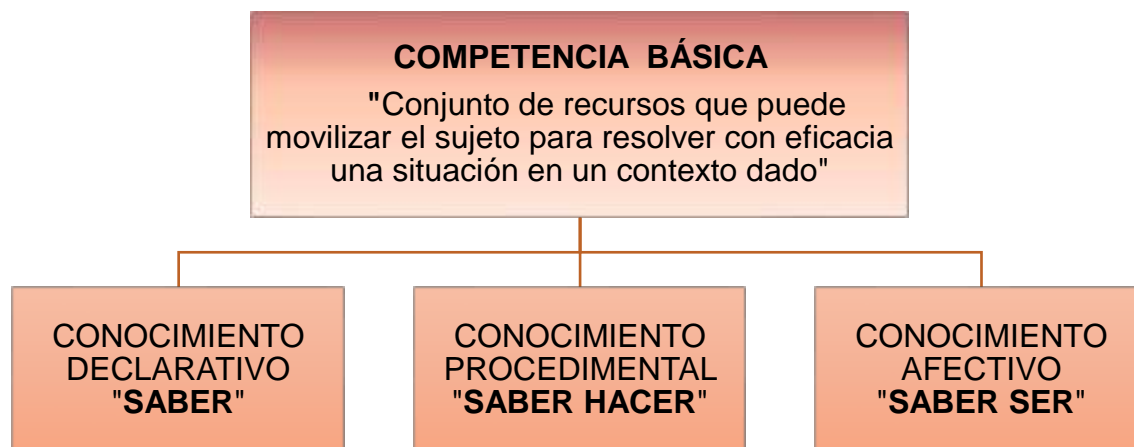 COMPETENCIA BÁSICA
"Conjunto de recursos que puede
movilizar el sujeto para resolver con eficacia
una situación en un contexto dado"
CONOCIMIENTO
DECLARATIVO
"SABER"
CONOCIMIENTO
PROCEDIMENTAL
"SABER HACER"
CONOCIMIENTO
AFECTIVO
"SABER SER"